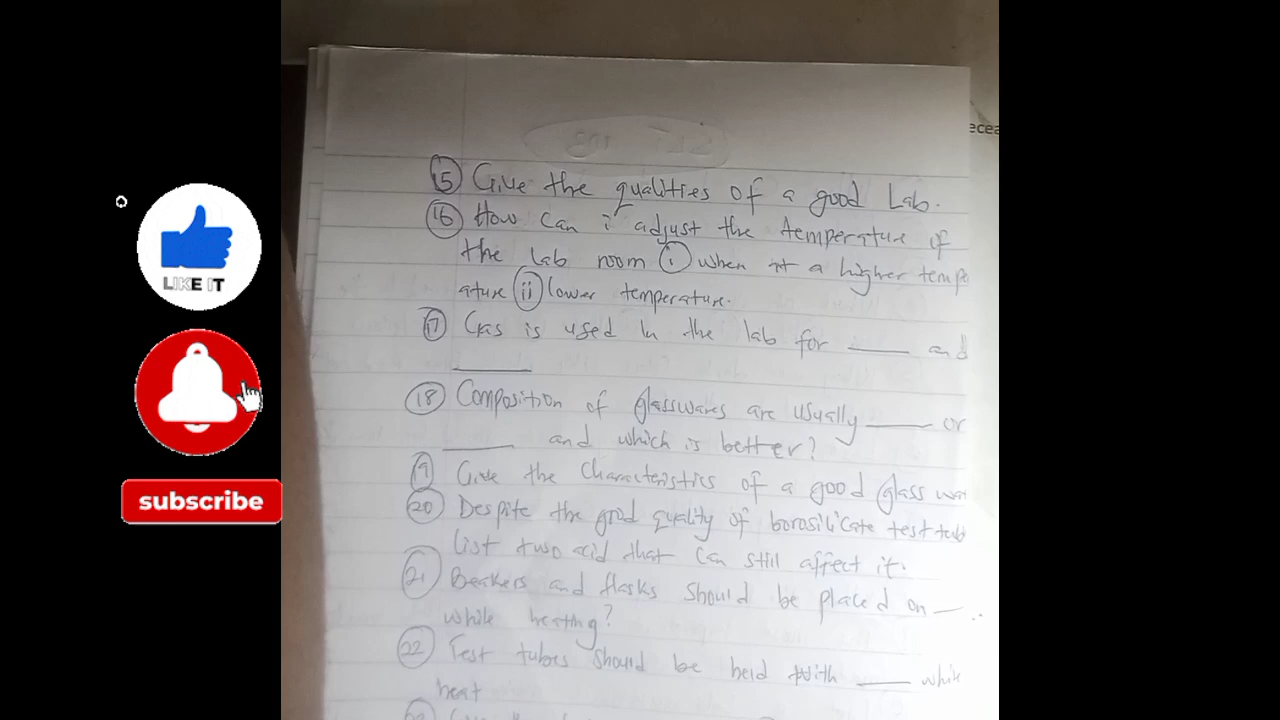 ecea
(15) Give the qualities of a good Lab.
(16) How can i adjust the temperature of
the lab room (i) when at a higher tempe
ature (ii) lower temperature.
(17) Gas is used in the lab for ____ and
____
(18) Composition of glasswares are usually ____ or
____ and which is better?
19 Give the characteristics of a good glass wa
(20) Despite the good quality of borosilicate test tub
list two acid that can still affect it.
(21) Beakers and flasks should be placed on __.
while heating?
(22) Test tubes should be held with ____ while
heat
LIKE IT
subscribe